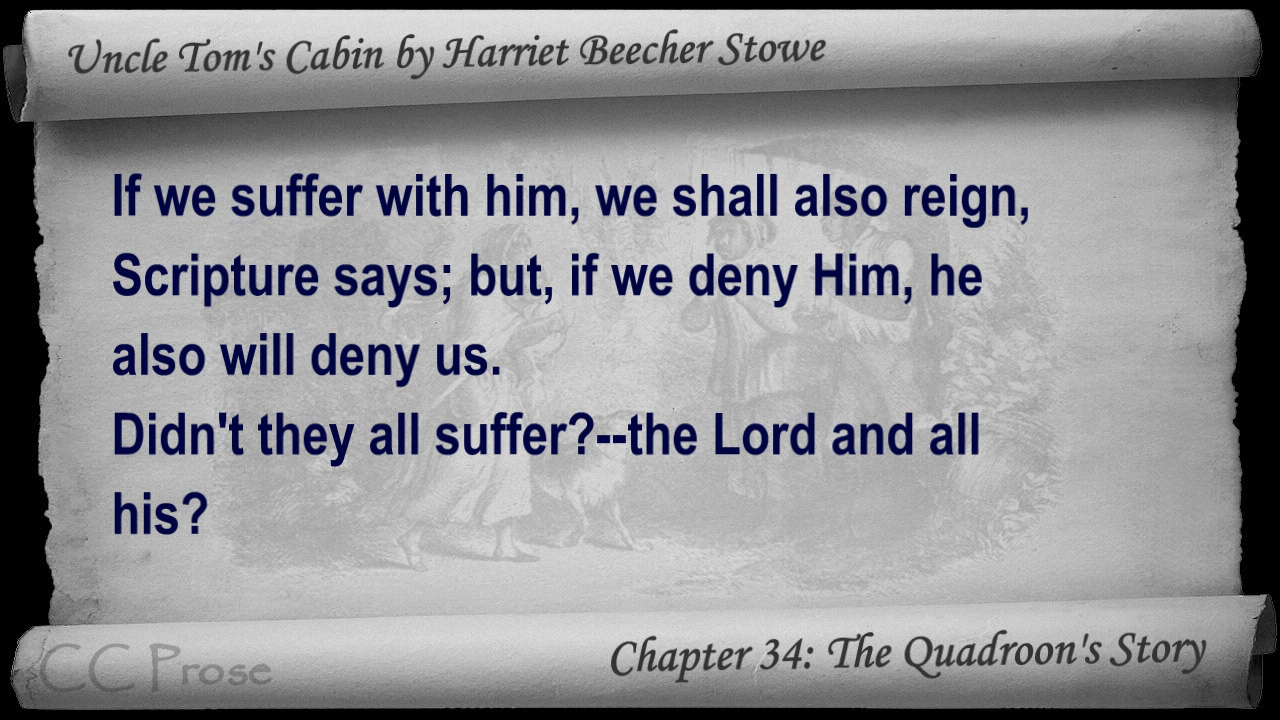 Uncle Tom's Cabin by Harriet Beecher Stowe
If we suffer with him, we shall also reign,
Scripture says; but, if we deny Him, he
also will deny us.
Didn't they all suffer?--the Lord and all
his?
CC Prose
Chapter 34: The Quadroon's Story